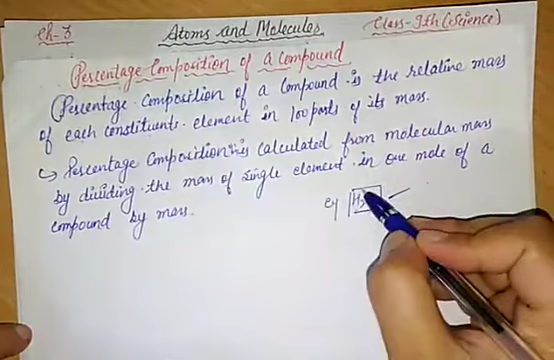 Ch-3 Atoms and Molecules Class-9th (Science)
Percentage Composition of a Compound
Percentage Composition of a Compound is the relative mass
of each constituents element in 100 parts of its mass.
↪ Percentage Composition is calculated from molecular mass
by dividing the mass of single element in one mole of a
compound by mass.
eg